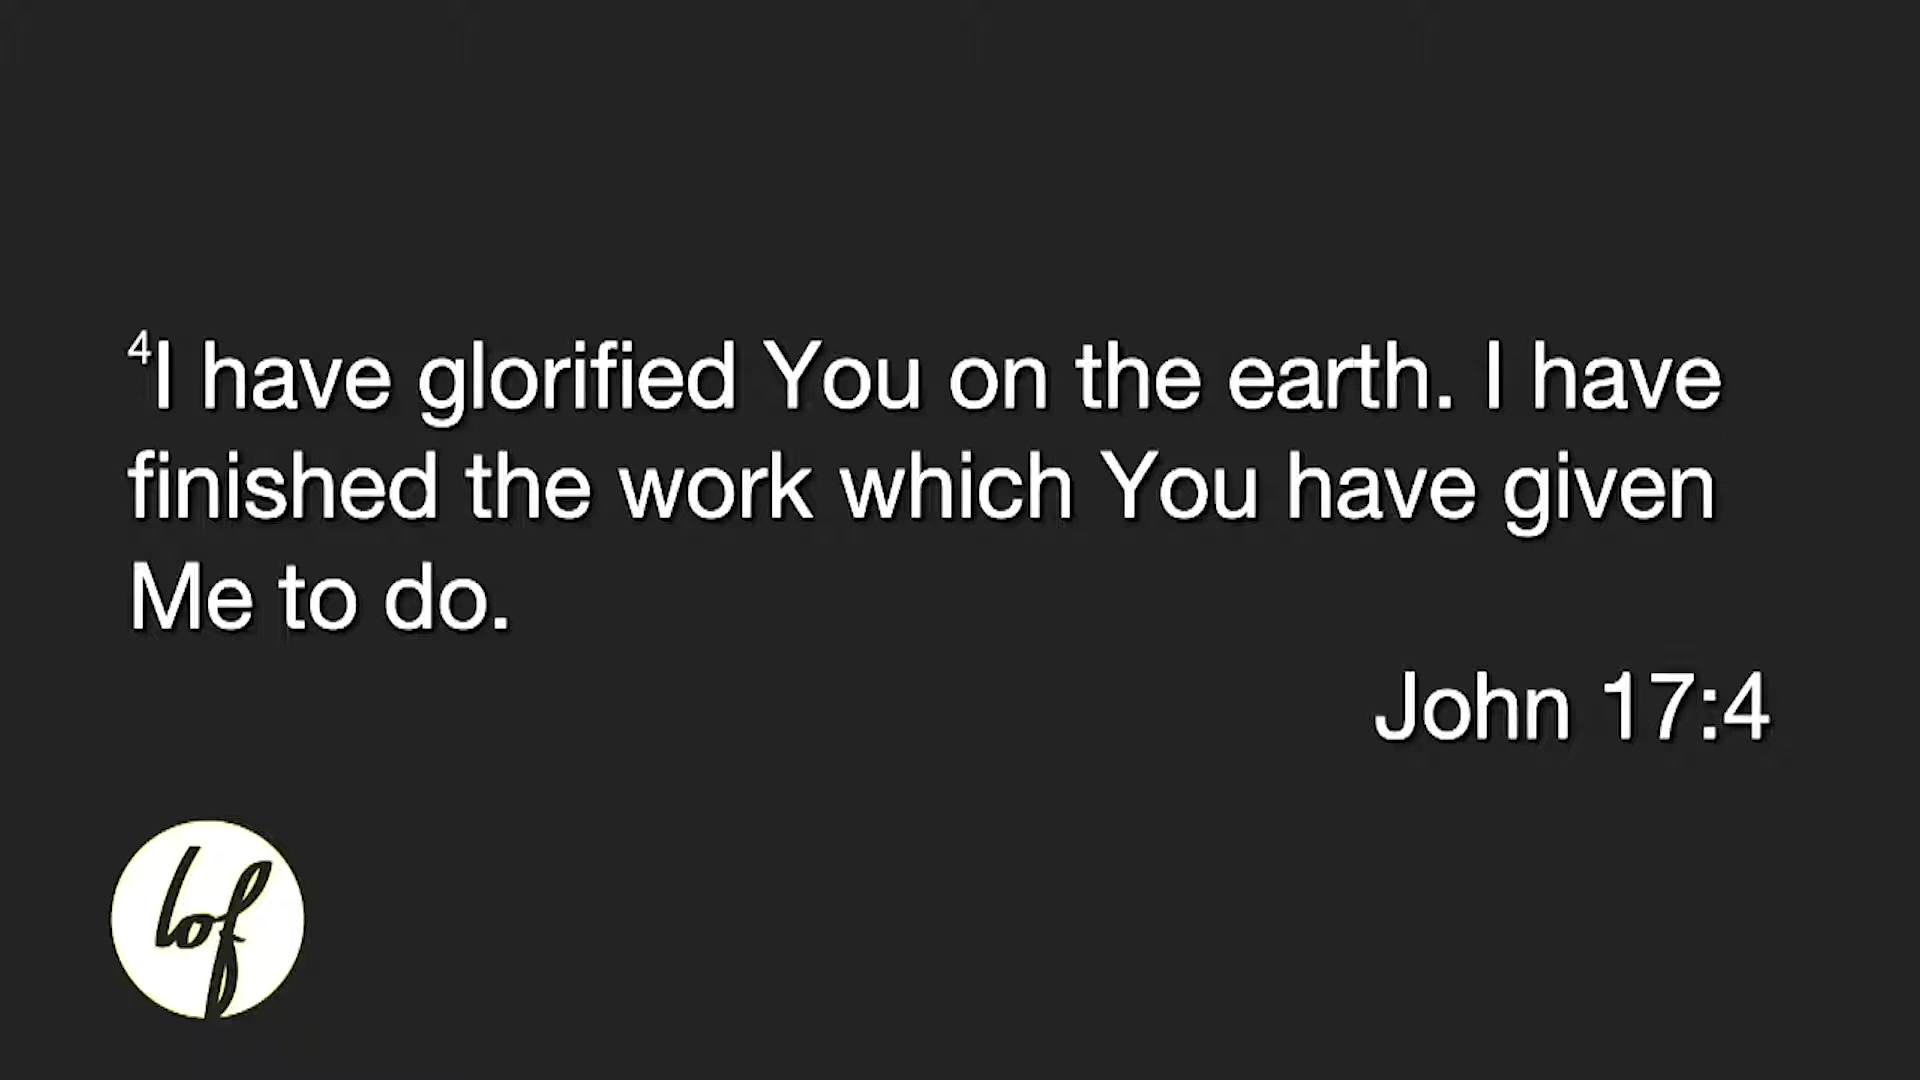 ⁴I have glorified You on the earth. I have
finished the work which You have given
Me to do.
John 17:4
lof